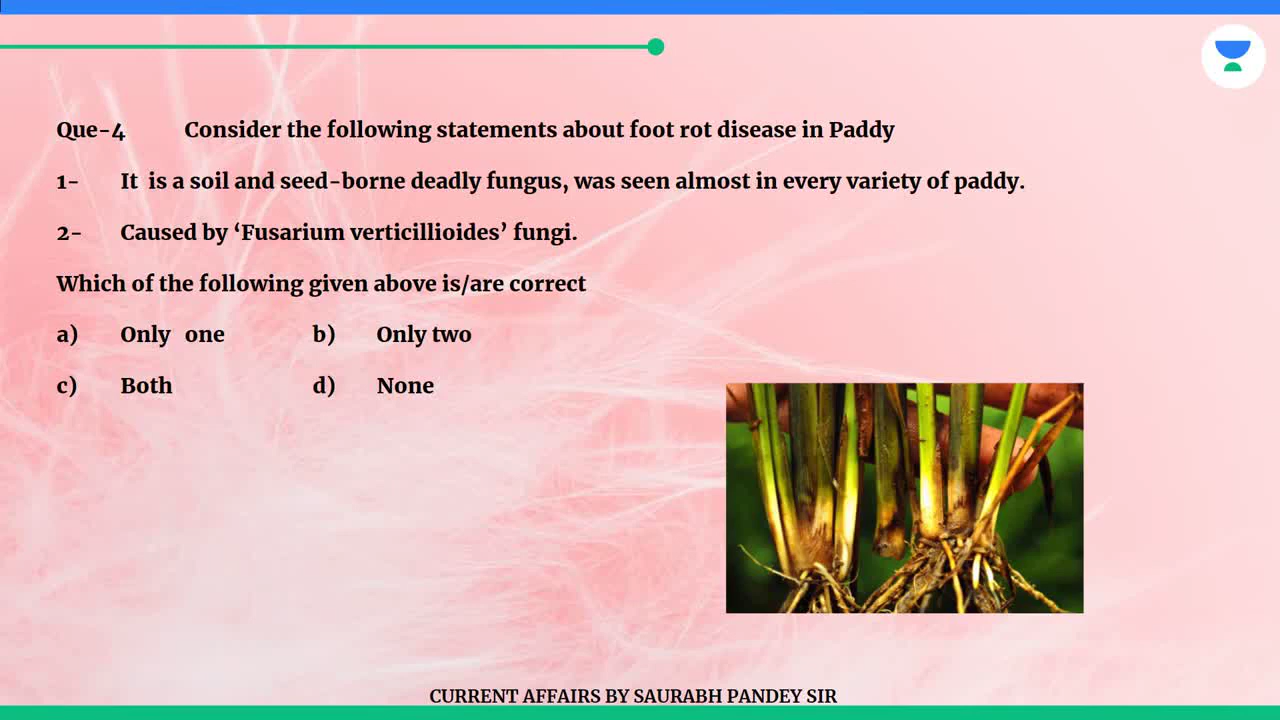 Que-4 Consider the following statements about foot rot disease in Paddy
1- It is a soil and seed-borne deadly fungus, was seen almost in every variety of paddy.
2- Caused by ‘Fusarium verticillioides’ fungi.
Which of the following given above is/are correct
a) Only one b) Only two
c) Both d) None
CURRENT AFFAIRS BY SAURABH PANDEY SIR